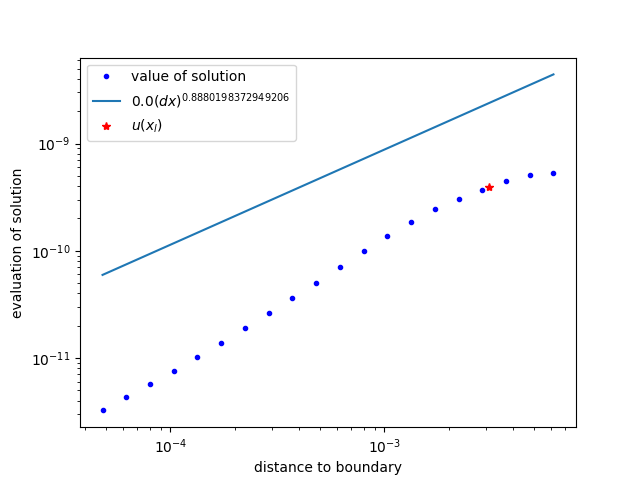 value of solution
0.0(dx)^0.8880198372949206
u(x_l)
10^-9
10^-10
10^-11
evaluation of solution
10^-4
10^-3
distance to boundary